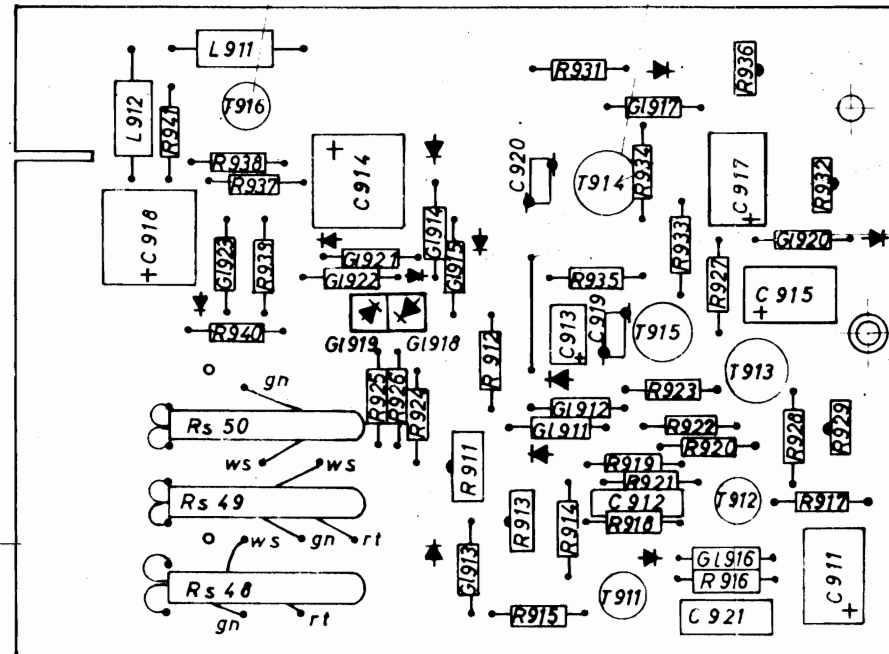 L911
R931
R936
L912
R941
T916
Gl917
R938
R937
C914
C920
T914
R934
C917
R932
+C918
Gl923
R939
Gl914
Gl915
R933
Gl920
Gl921
Gl922
R935
R927
C915
R940
Gl919
Gl918
R912
C913
C919
T915
T913
gn
R925
R926
R924
R923
Rs 50
Gl912
Gl911
R922
R920
R928
R929
ws
ws
R911
R919
R921
Rs 49
R913
R914
C912
R918
T912
R917
ws
gn
rt
Gl913
Gl916
C911
Rs 48
T911
R916
gn
rt
R915
C921